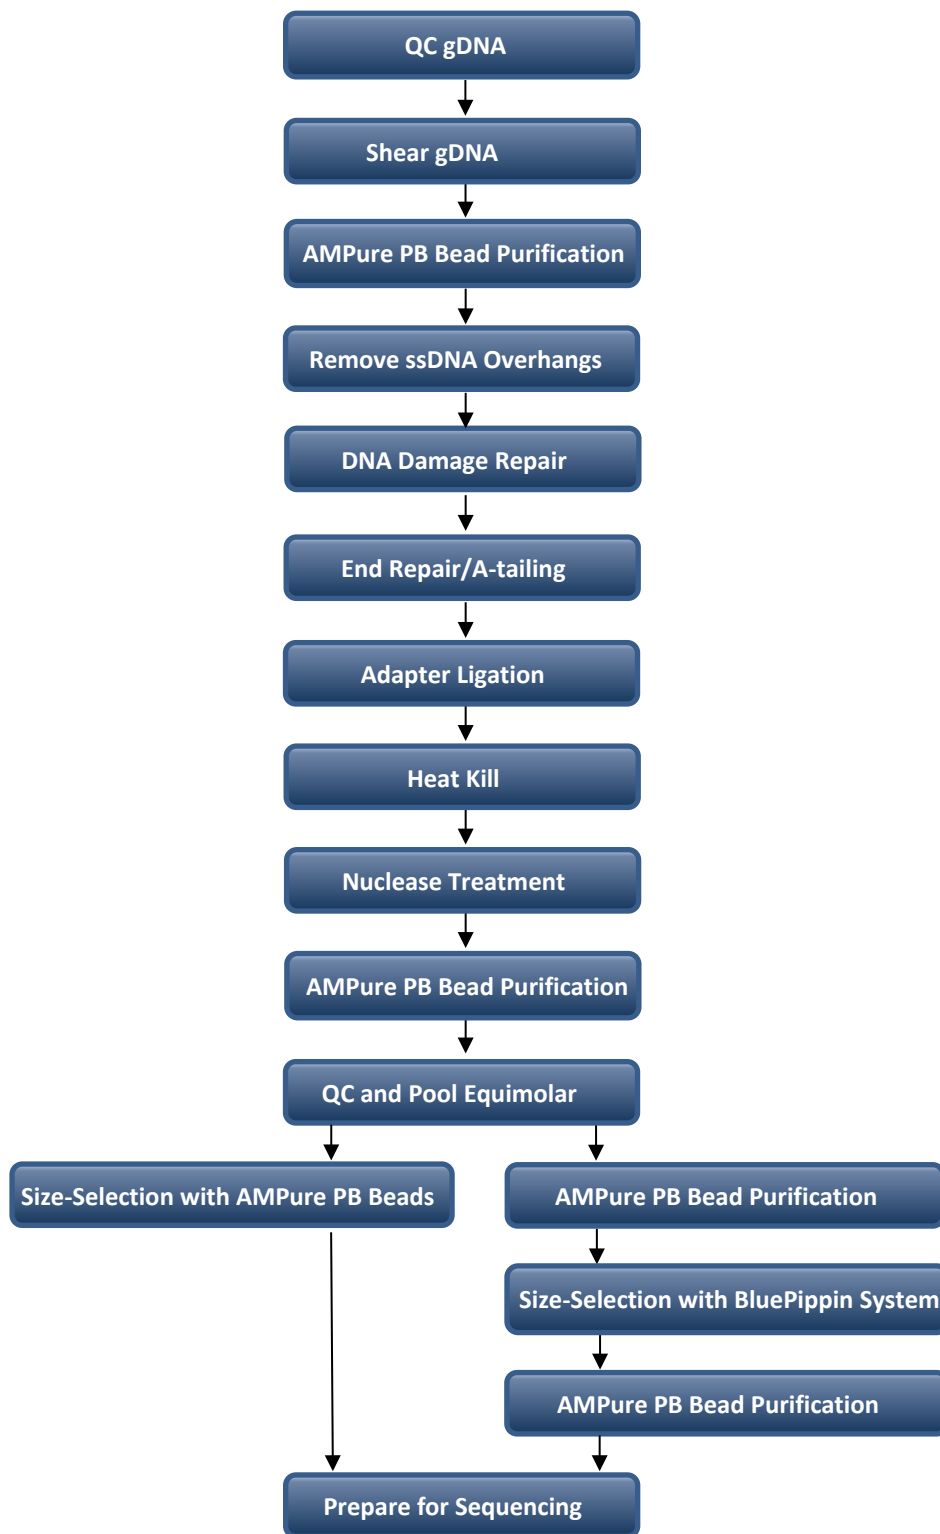 QC gDNA
Shear gDNA
AMPure PB Bead Purification
Remove ssDNA Overhangs
DNA Damage Repair
End Repair/A-tailing
Adapter Ligation
Heat Kill
Nuclease Treatment
AMPure PB Bead Purification
QC and Pool Equimolar
Size-Selection with AMPure PB Beads
AMPure PB Bead Purification
Size-Selection with BluePippin System
AMPure PB Bead Purification
Prepare for Sequencing